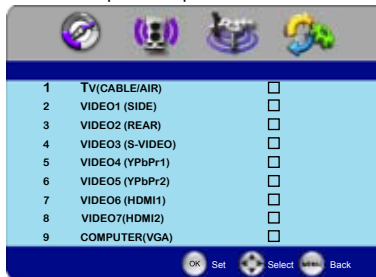 1 TV(CABLE/AIR)
2 VIDEO1 (SIDE)
3 VIDEO2 (REAR)
4 VIDEO3 (S-VIDEO)
5 VIDEO4 (YPbPr1)
6 VIDEO5 (YPbPr2)
7 VIDEO6 (HDMI1)
8 VIDEO7(HDMI2)
9 COMPUTER(VGA)
OK Set Select MENU Back